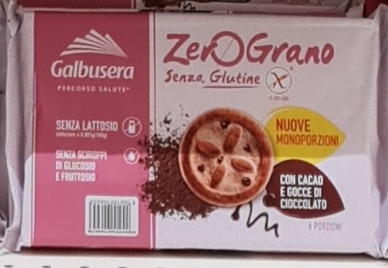 Galbusera
PERCORSO SALUTE
ZerOGrano
Senza Glutine
SENZA LATTOSIO
SENZA SCIROPPI
DI GLUCOSIO
E FRUTTOSIO
NUOVE
MONOPORZIONI
CON CACAO
E GOCCE DI
CIOCCOLATO
6 PORZIONI